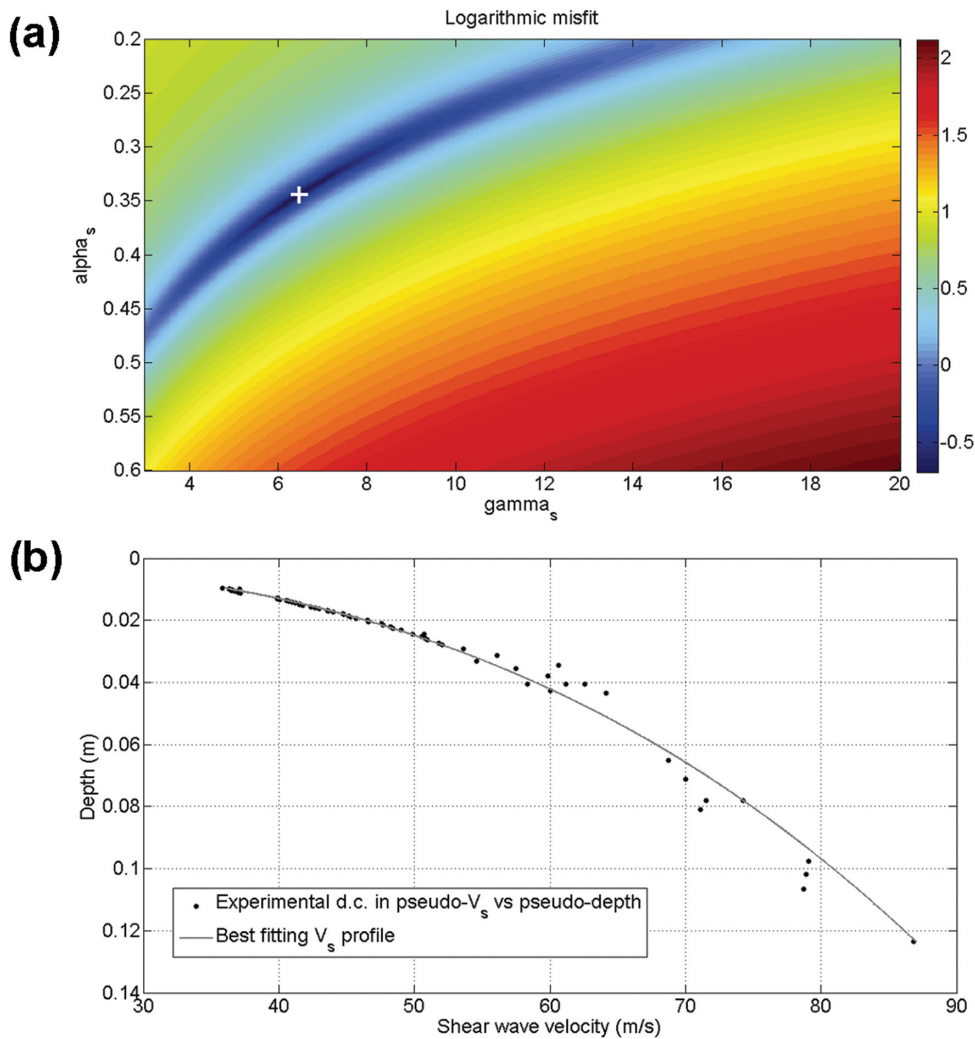 (a)
Logarithmic misfit
0.2
0.25
0.3
0.35
0.4
0.45
0.5
0.55
0.6
alpha_s
4 6 8 10 12 14 16 18 20
gamma_s
2
1.5
1
0.5
0
-0.5
(b)
0
0.02
0.04
0.06
0.08
0.1
0.12
0.14
Depth (m)
Experimental d.c. in pseudo-V_s vs pseudo-depth
Best fitting V_s profile
30 40 50 60 70 80 90
Shear wave velocity (m/s)